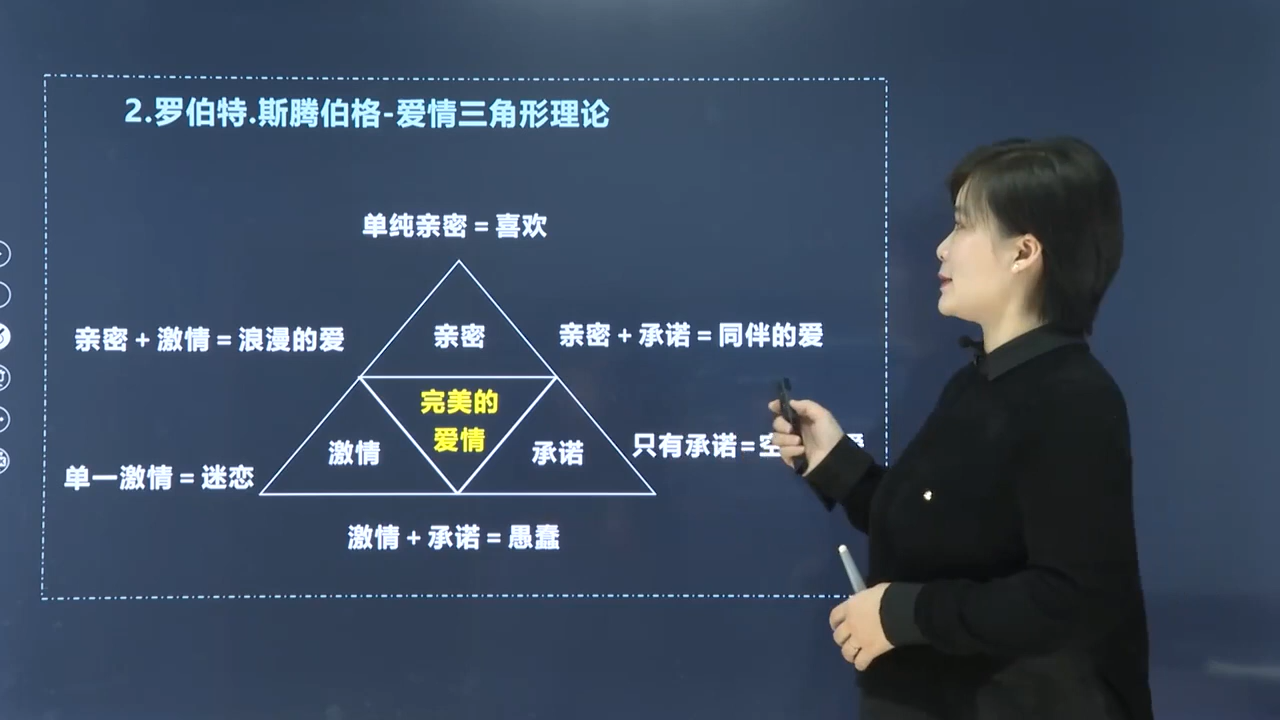 2.罗伯特.斯腾伯格-爱情三角形理论
单纯亲密=喜欢
亲密+激情=浪漫的爱
亲密
亲密+承诺=同伴的爱
完美的
爱情
激情
承诺
只有承诺=空
单一激情=迷恋
激情+承诺=愚蠢